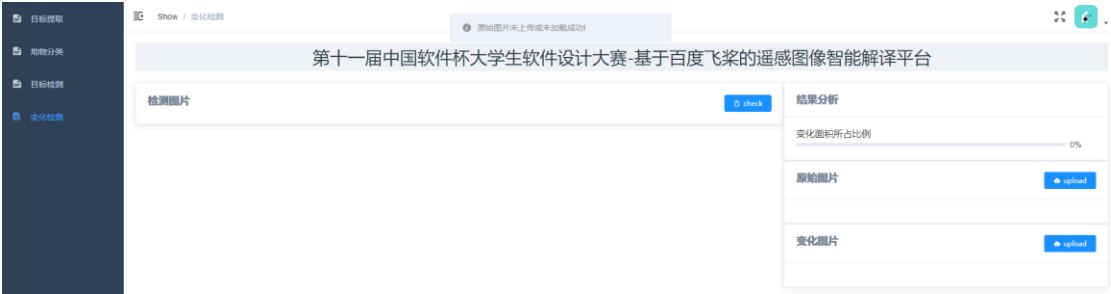 目标提取
地物分类
目标检测
变化检测
Show / 变化检测
原始图片未上传或未加载成功!
第十一届中国软件杯大学生软件设计大赛-基于百度飞桨的遥感图像智能解译平台
检测图片
check
结果分析
变化面积所占比例
0%
原始图片
upload
变化图片
upload